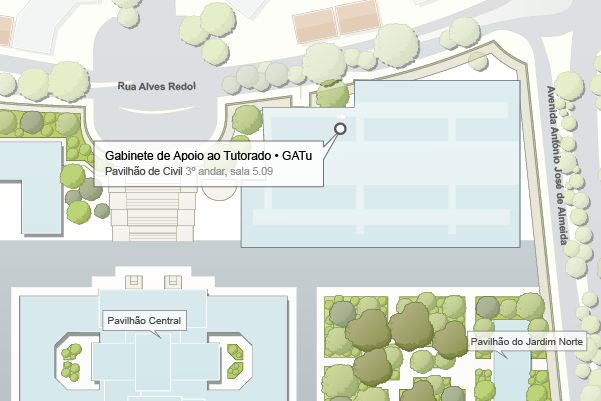 Rua Alves Redol
Avenida António José de Almeida
Gabinete de Apoio ao Tutorado • GATu
Pavilhão de Civil 3º andar, sala 5.09
Pavilhão Central
Pavilhão do Jardim Norte